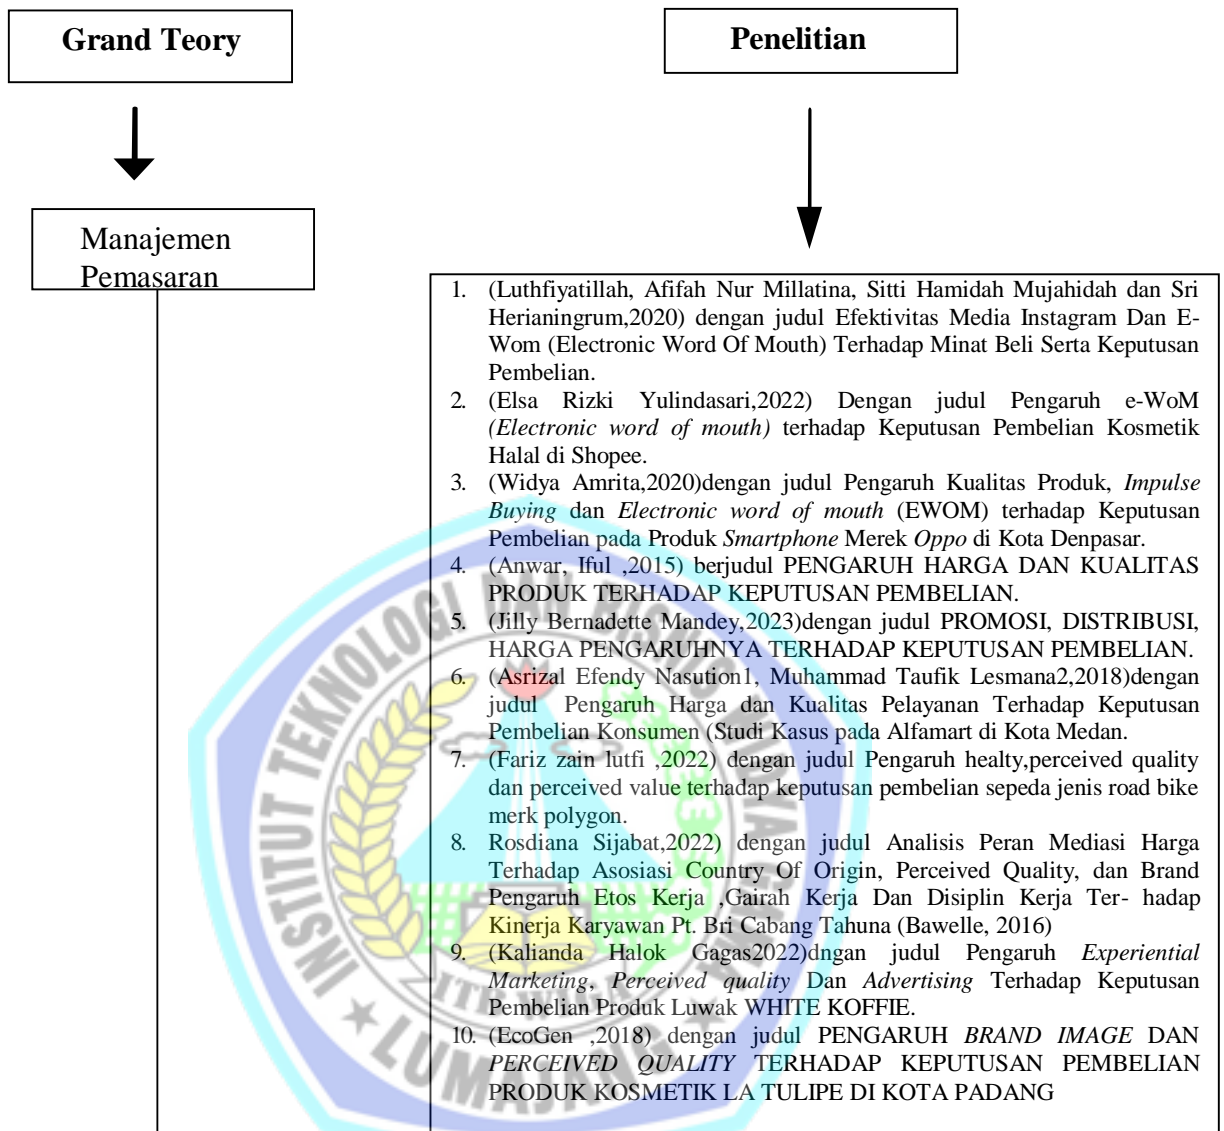 Grand Teory
Penelitian
Manajemen
Pemasaran
1. (Luthfiyatillah, Afifah Nur Millatina, Sitti Hamidah Mujahidah dan Sri
Herianingrum,2020) dengan judul Efektivitas Media Instagram Dan E-
Wom (Electronic Word Of Mouth) Terhadap Minat Beli Serta Keputusan
Pembelian.
2. (Elsa Rizki Yulindasari,2022) Dengan judul Pengaruh e-WoM
(Electronic word of mouth) terhadap Keputusan Pembelian Kosmetik
Halal di Shopee.
3. (Widya Amrita,2020)dengan judul Pengaruh Kualitas Produk, Impulse
Buying dan Electronic word of mouth (EWOM) terhadap Keputusan
Pembelian pada Produk Smartphone Merek Oppo di Kota Denpasar.
4. (Anwar, Iful ,2015) berjudul PENGARUH HARGA DAN KUALITAS
PRODUK TERHADAP KEPUTUSAN PEMBELIAN.
5. (Jilly Bernadette Mandey,2023)dengan judul PROMOSI, DISTRIBUSI,
HARGA PENGARUHNYA TERHADAP KEPUTUSAN PEMBELIAN.
6. (Asrizal Efendy Nasution1, Muhammad Taufik Lesmana2,2018)dengan
judul Pengaruh Harga dan Kualitas Pelayanan Terhadap Keputusan
Pembelian Konsumen (Studi Kasus pada Alfamart di Kota Medan.
7. (Fariz zain lutfi ,2022) dengan judul Pengaruh healty,perceived quality
dan perceived value terhadap keputusan pembelian sepeda jenis road bike
merk polygon.
8. Rosdiana Sijabat,2022) dengan judul Analisis Peran Mediasi Harga
Terhadap Asosiasi Country Of Origin, Perceived Quality, dan Brand
Pengaruh Etos Kerja ,Gairah Kerja Dan Disiplin Kerja Ter- hadap
Kinerja Karyawan Pt. Bri Cabang Tahuna (Bawelle, 2016)
9. (Kalianda Halok Gagas2022)dngan judul Pengaruh Experiential
Marketing, Perceived quality Dan Advertising Terhadap Keputusan
Pembelian Produk Luwak WHITE KOFFIE.
10. (EcoGen ,2018) dengan judul PENGARUH BRAND IMAGE DAN
PERCEIVED QUALITY TERHADAP KEPUTUSAN PEMBELIAN
PRODUK KOSMETIK LA TULIPE DI KOTA PADANG
INSTITUT TEKNOLOGI DAN BISNIS WIDYA GAMA
LUMAJANG
ITB WIGA